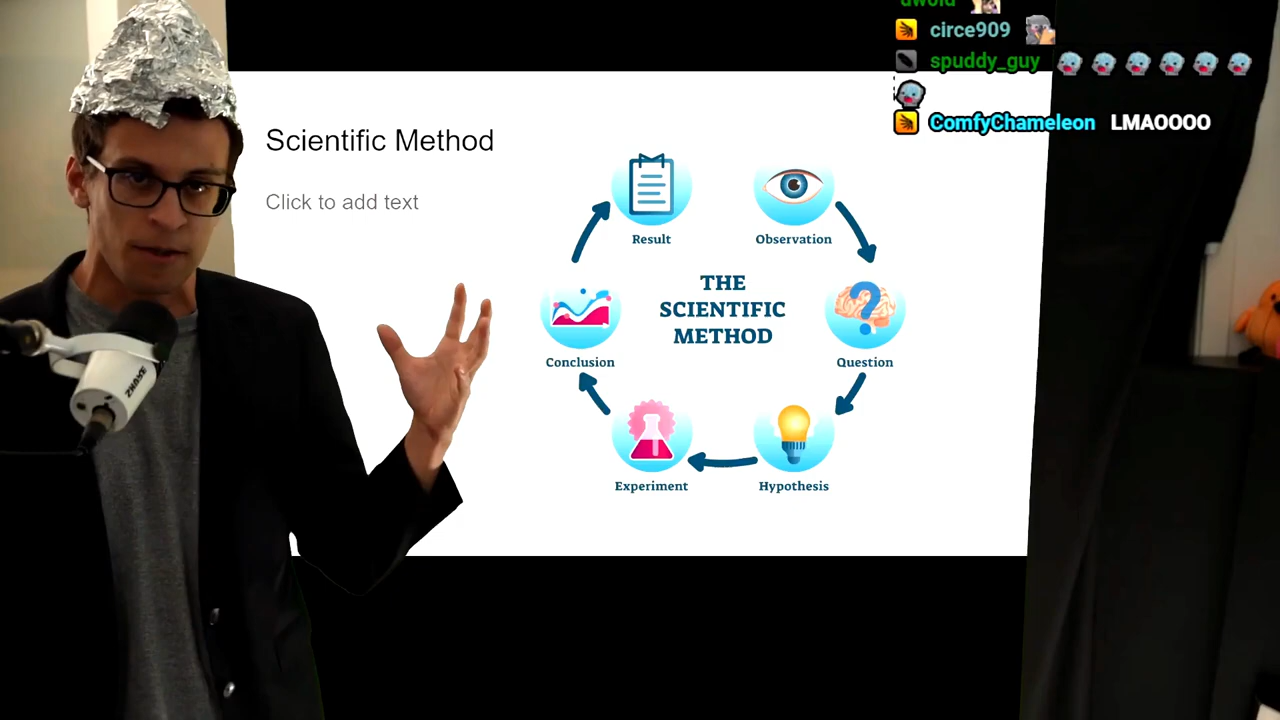 circe909
spuddy_guy
ComfyChameleon LMAOOOO
Scientific Method
Click to add text
Result
Observation
THE
SCIENTIFIC
METHOD
Conclusion
Question
Experiment
Hypothesis